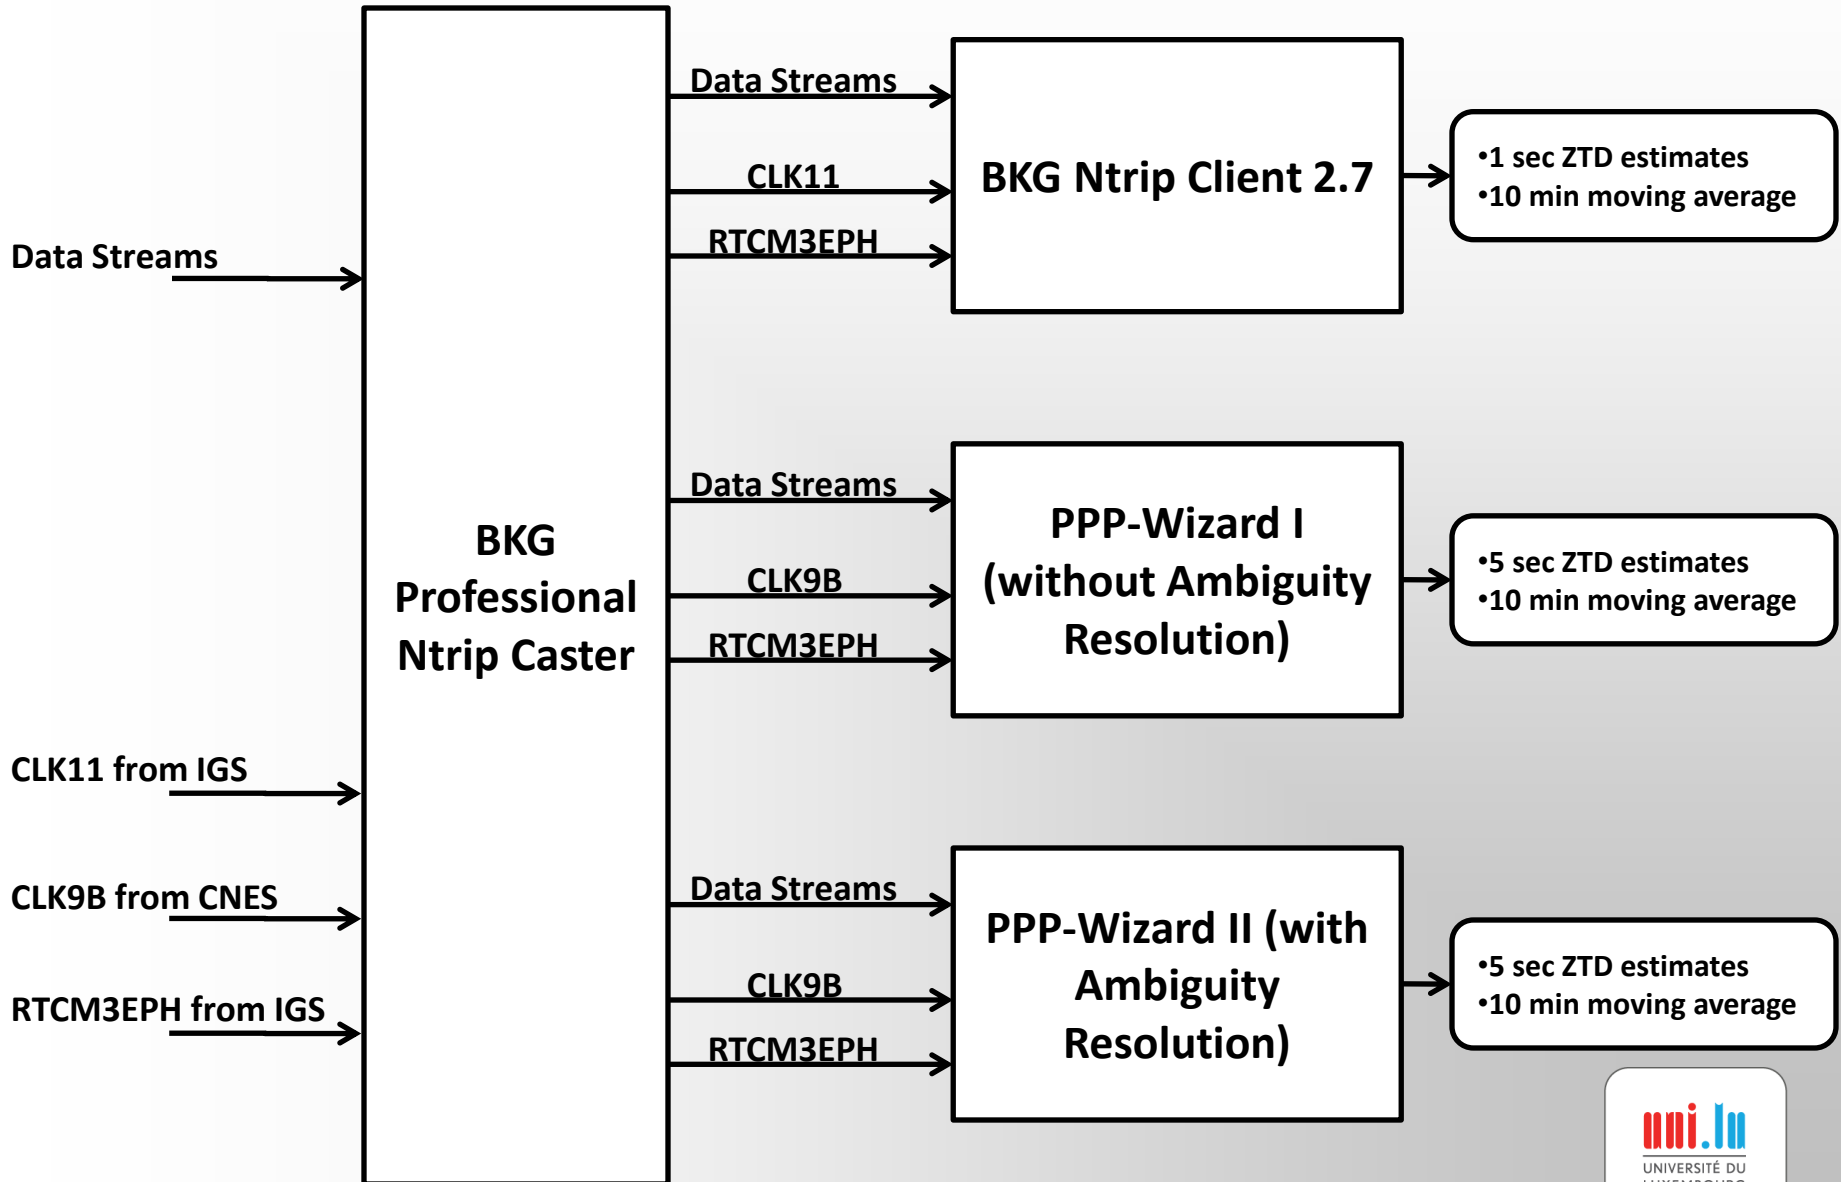 Data Streams
CLK11 from IGS
CLK9B from CNES
RTCM3EPH from IGS
BKG
Professional
Ntrip Caster
Data Streams
CLK11
RTCM3EPH
BKG Ntrip Client 2.7
•1 sec ZTD estimates
•10 min moving average
Data Streams
CLK9B
RTCM3EPH
PPP-Wizard I
(without Ambiguity
Resolution)
•5 sec ZTD estimates
•10 min moving average
Data Streams
CLK9B
RTCM3EPH
PPP-Wizard II (with
Ambiguity
Resolution)
•5 sec ZTD estimates
•10 min moving average
uni.lu
UNIVERSITÉ DU
LUXEMBOURG